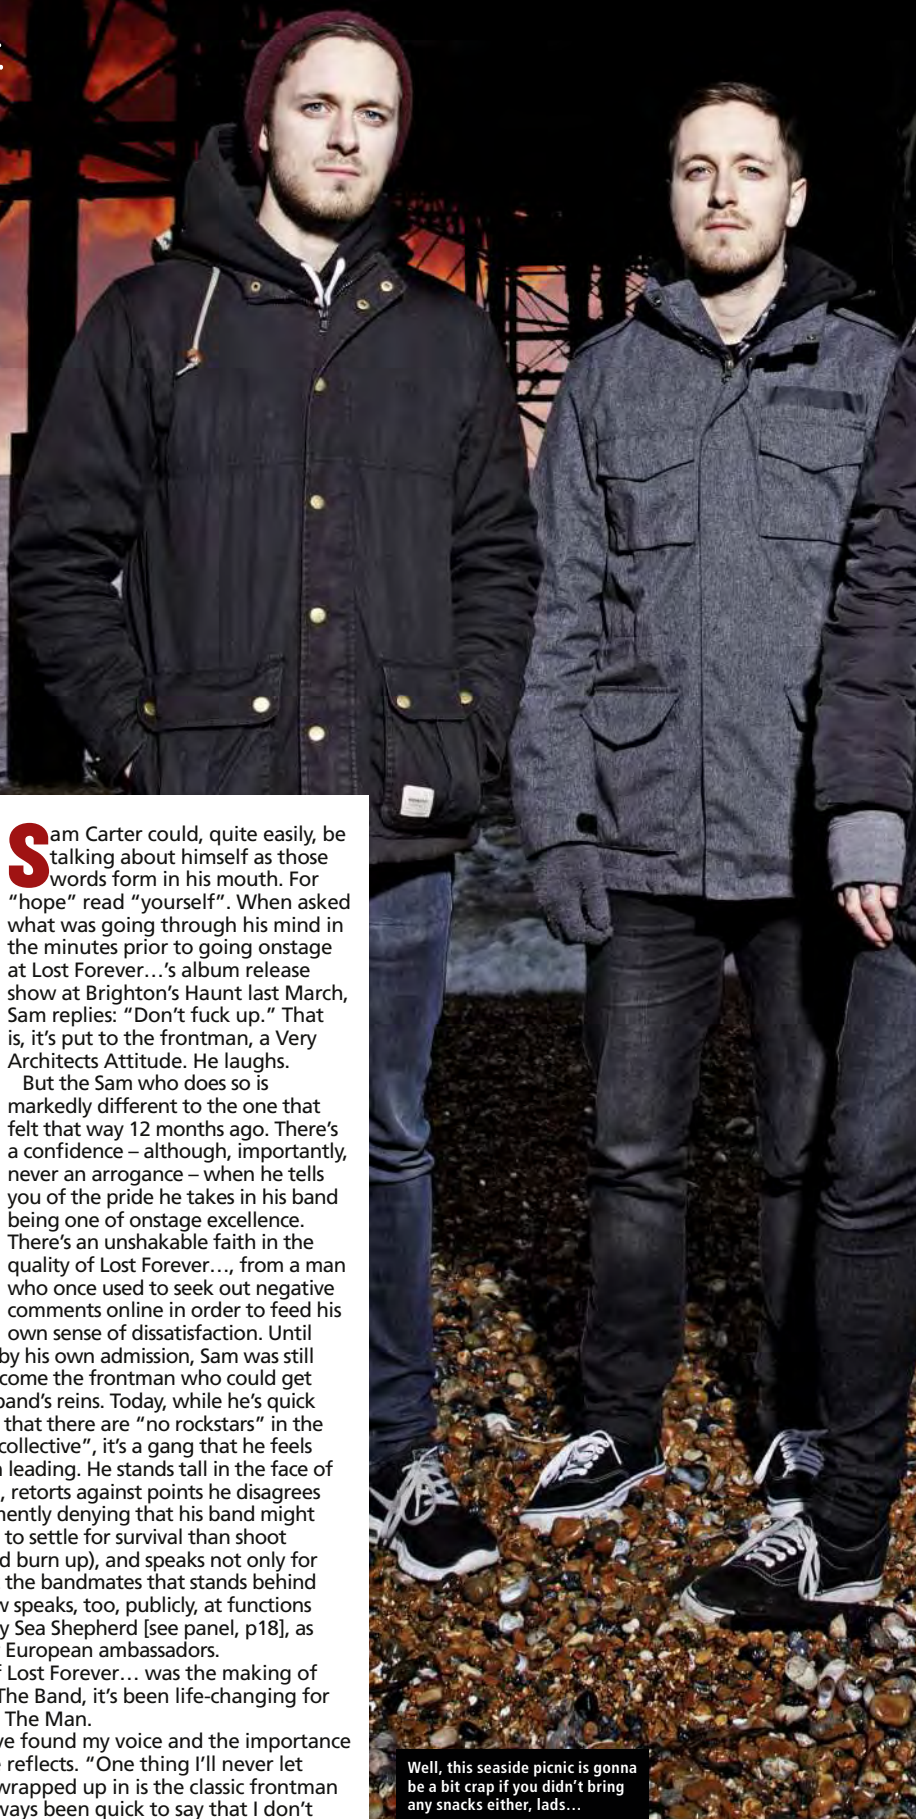 Sam Carter could, quite easily, be
talking about himself as those
words form in his mouth. For
“hope” read “yourself”. When asked
what was going through his mind in
the minutes prior to going onstage
at Lost Forever…’s album release
show at Brighton’s Haunt last March,
Sam replies: “Don’t fuck up.” That
is, it’s put to the frontman, a Very
Architects Attitude. He laughs.
But the Sam who does so is
markedly different to the one that
felt that way 12 months ago. There’s
a confidence – although, importantly,
never an arrogance – when he tells
you of the pride he takes in his band
being one of onstage excellence.
There’s an unshakable faith in the
quality of Lost Forever…, from a man
who once used to seek out negative
comments online in order to feed his
own sense of dissatisfaction. Until
by his own admission, Sam was still
come the frontman who could get
band’s reins. Today, while he’s quick
that there are “no rockstars” in the
collective”, it’s a gang that he feels
leading. He stands tall in the face of
, retorts against points he disagrees
nently denying that his band might
to settle for survival than shoot
d burn up), and speaks not only for
the bandmates that stands behind
w speaks, too, publicly, at functions
y Sea Shepherd [see panel, p18], as
European ambassadors.
f Lost Forever… was the making of
The Band, it’s been life-changing for
The Man.
ve found my voice and the importance
reflects. “One thing I’ll never let
wrapped up in is the classic frontman
ways been quick to say that I don’t
Well, this seaside picnic is gonna
be a bit crap if you didn’t bring
any snacks either, lads…